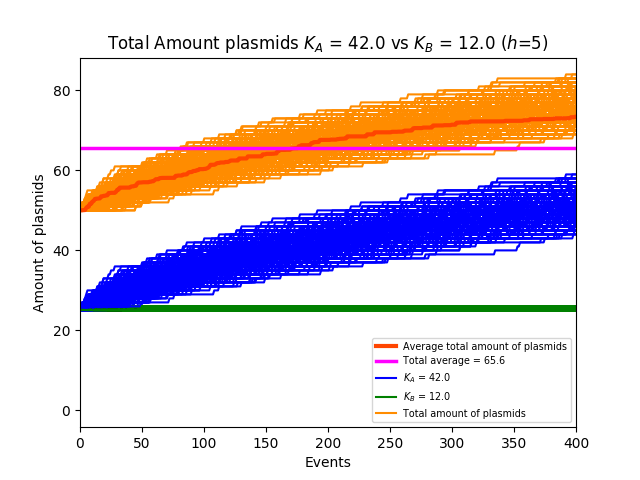 Total Amount plasmids K_A = 42.0 vs K_B = 12.0 (h=5)
80
60
40
20
0
Amount of plasmids
0 50 100 150 200 250 300 350 400
Events
Average total amount of plasmids
Total average = 65.6
K_A = 42.0
K_B = 12.0
Total amount of plasmids